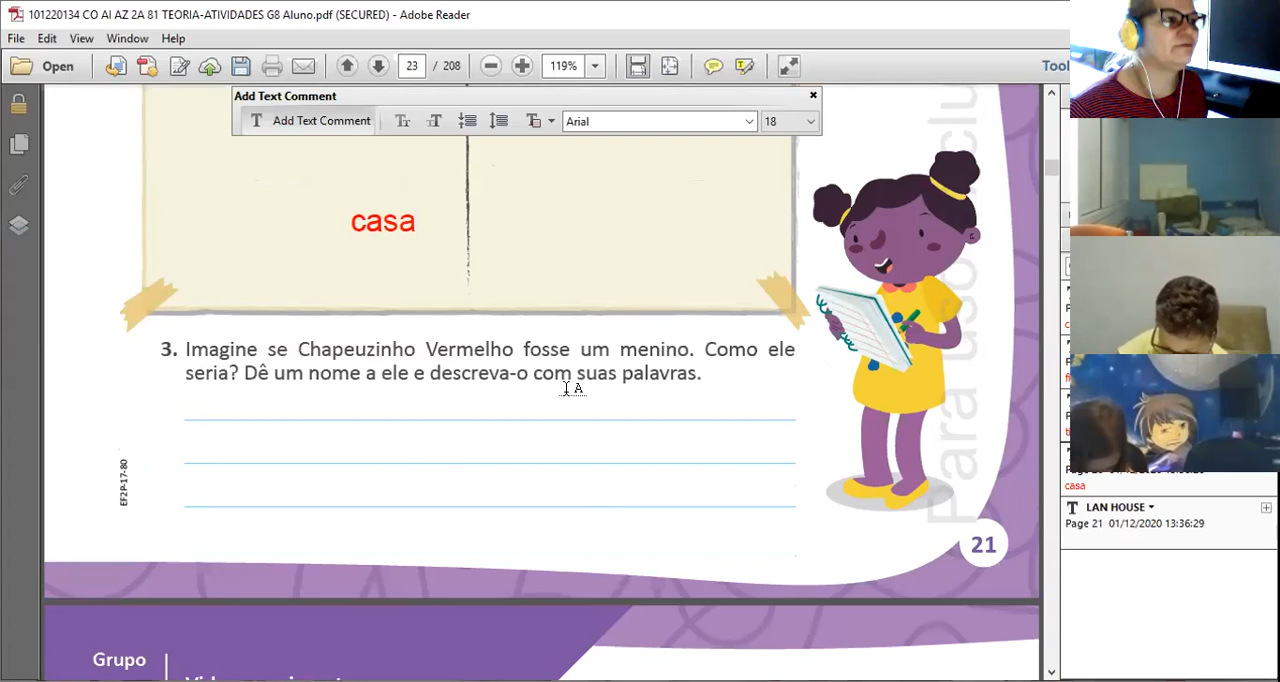 101220134 CO AI AZ 2A 81 TEORIA-ATIVIDADES G8 Aluno.pdf (SECURED) - Adobe Reader
File Edit View Window Help
Open 23 / 208 119% Tool
Add Text Comment
T Add Text Comment Arial 18
casa
3. Imagine se Chapeuzinho Vermelho fosse um menino. Como ele
seria? Dê um nome a ele e descreva-o com suas palavras.
EF2P-17-80
Para uso
21
Grupo
casa
LAN HOUSE
Page 21 01/12/2020 13:36:29